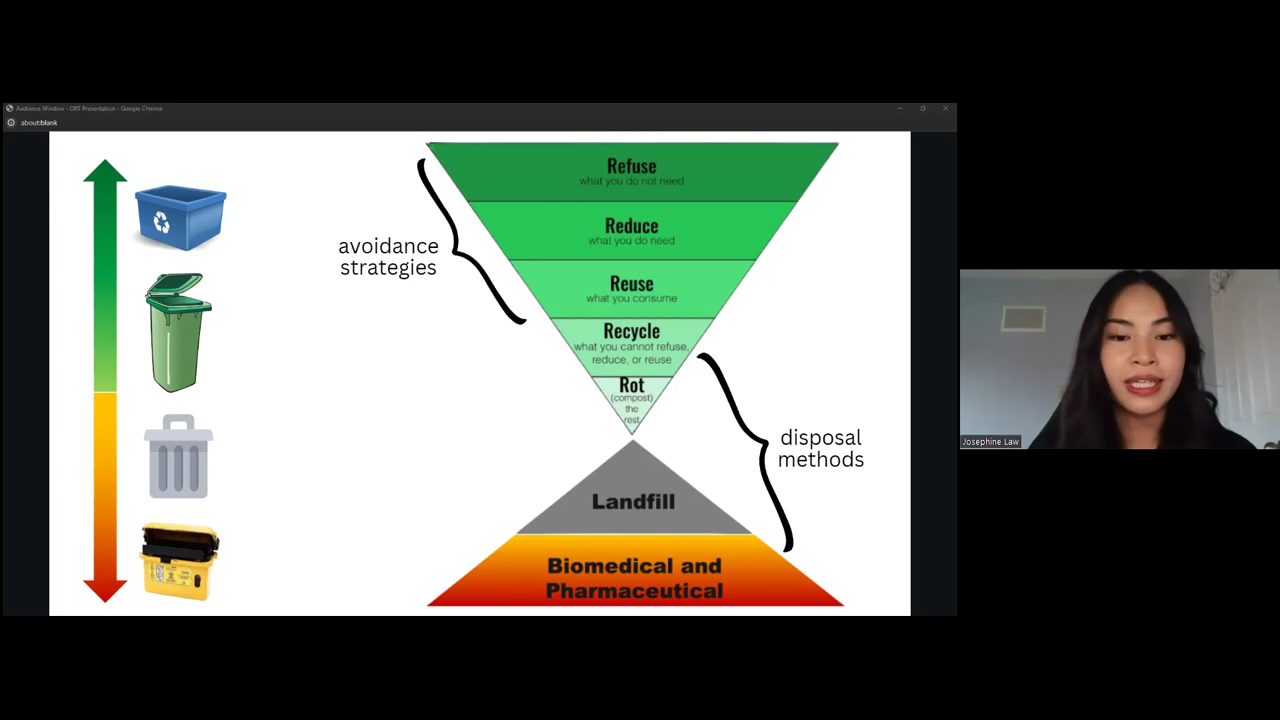 Audience Window - ORT Presentation - Google Chrome
about:blank
Refuse
what you do not need
Reduce
what you do need
avoidance
strategies
Reuse
what you consume
Recycle
what you cannot refuse,
reduce, or reuse
Rot
(compost)
the
rest
disposal
methods
Landfill
Biomedical and
Pharmaceutical
Josephine Law